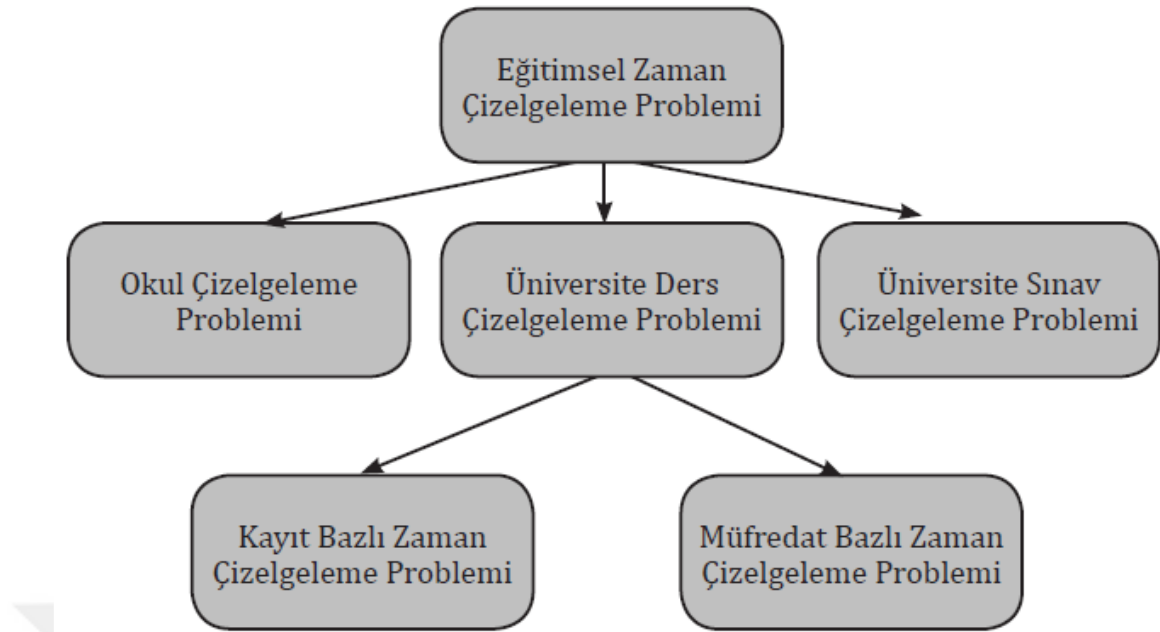 Eğitimsel Zaman
Çizelgeleme Problemi
Okul Çizelgeleme
Problemi
Üniversite Ders
Çizelgeleme Problemi
Üniversite Sınav
Çizelgeleme Problemi
Kayıt Bazlı Zaman
Çizelgeleme Problemi
Müfredat Bazlı Zaman
Çizelgeleme Problemi